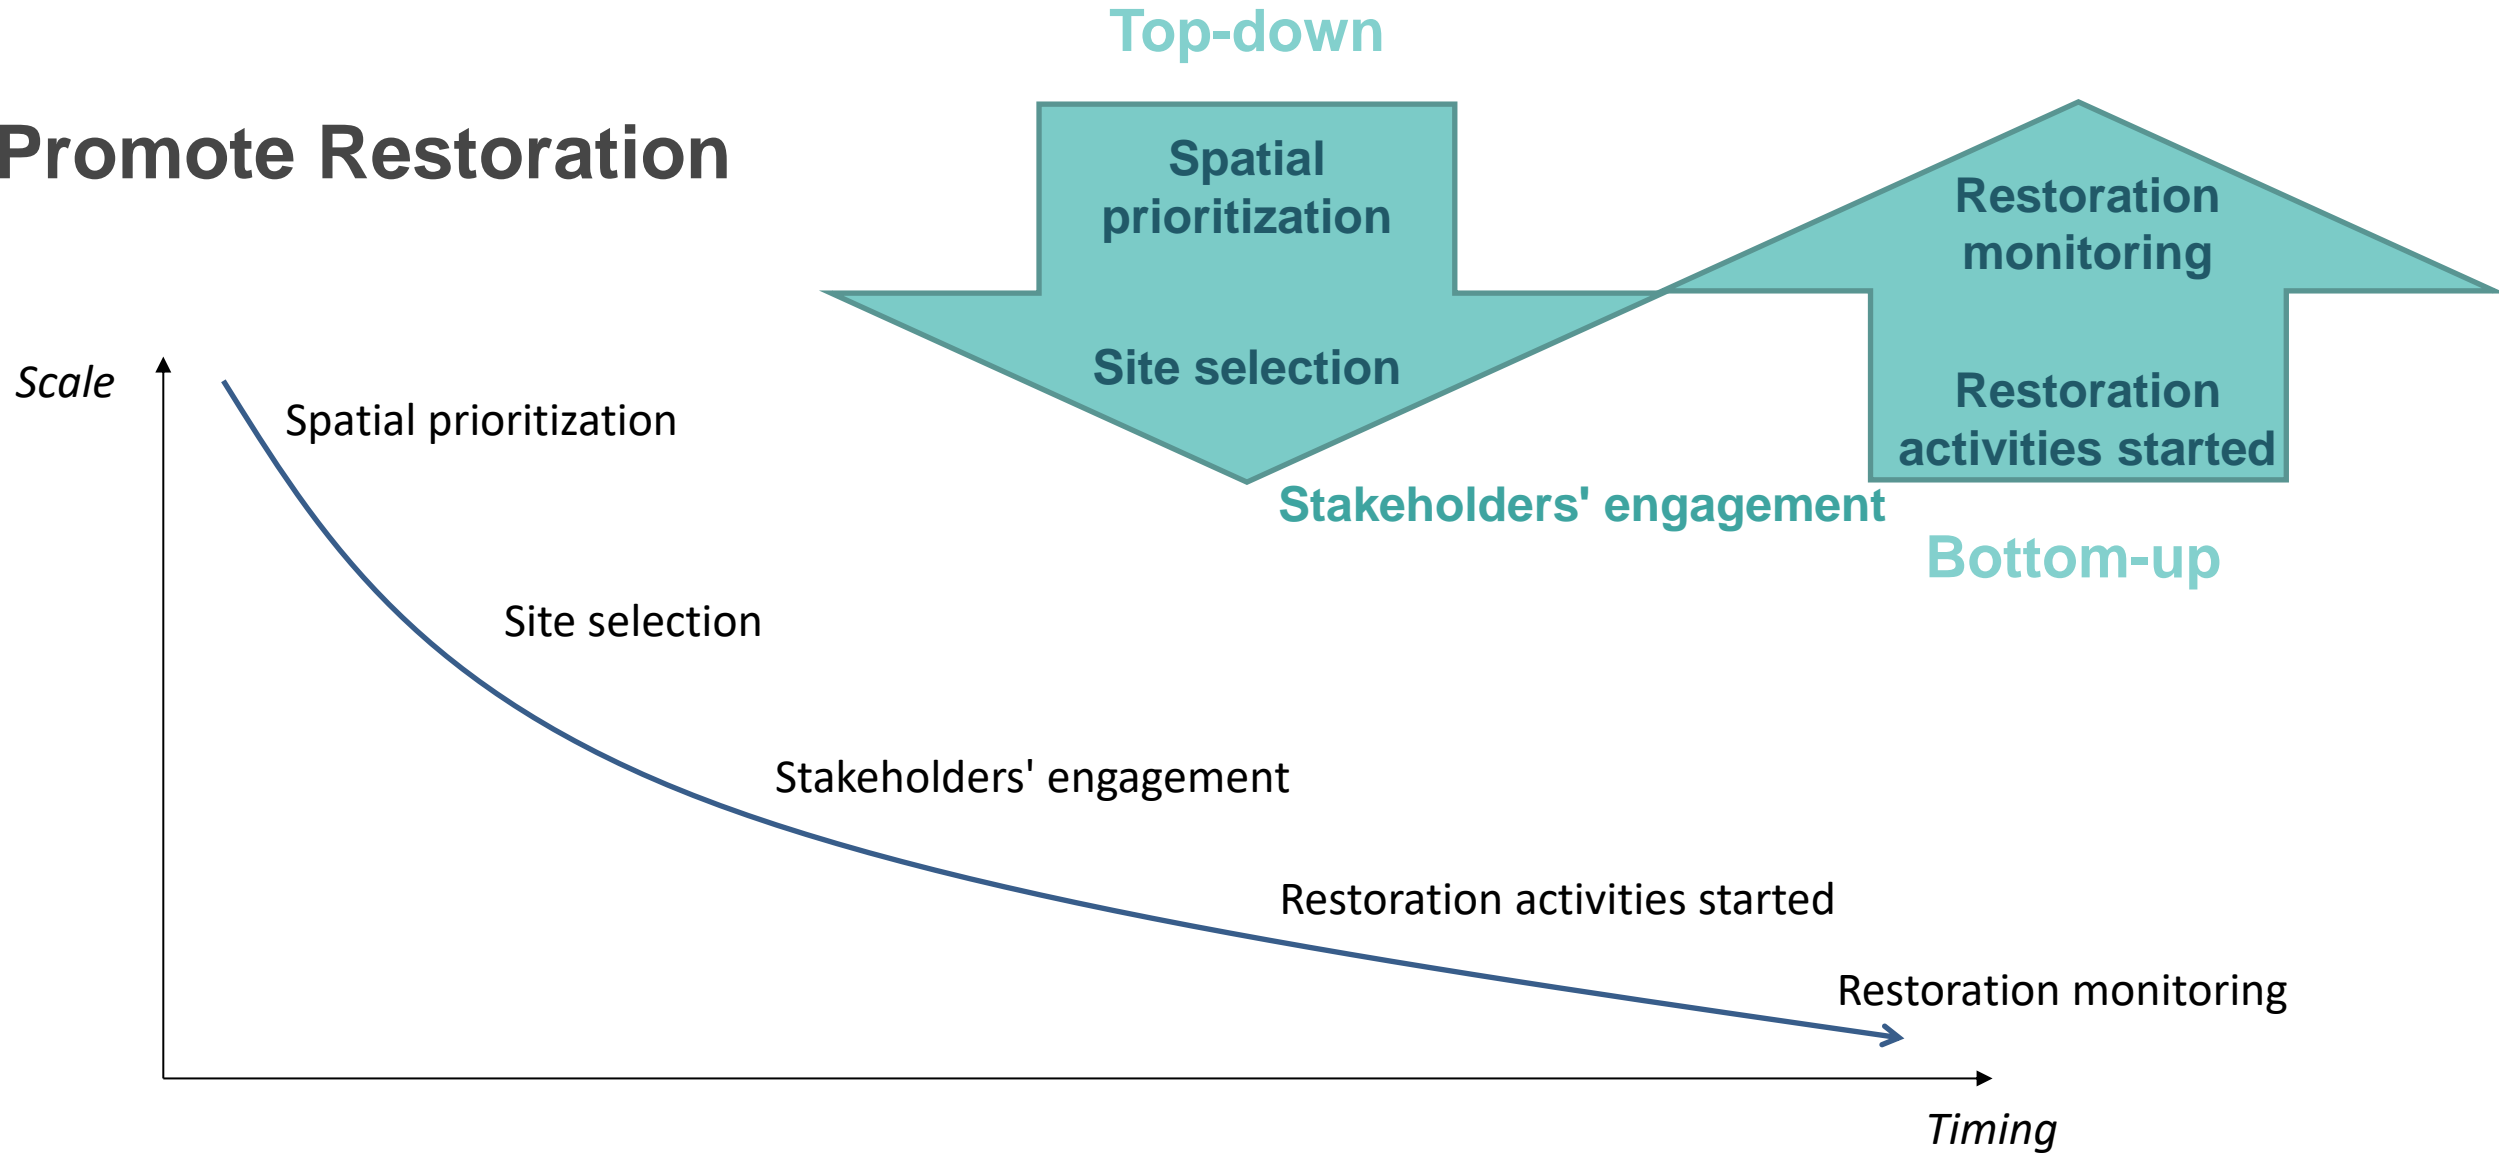 Top-down
Promote Restoration
Spatial
prioritization
Site selection
Restoration
monitoring
Restoration
activities started
Stakeholders' engagement
Bottom-up
Scale
Spatial prioritization
Site selection
Stakeholders' engagement
Restoration activities started
Restoration monitoring
Timing